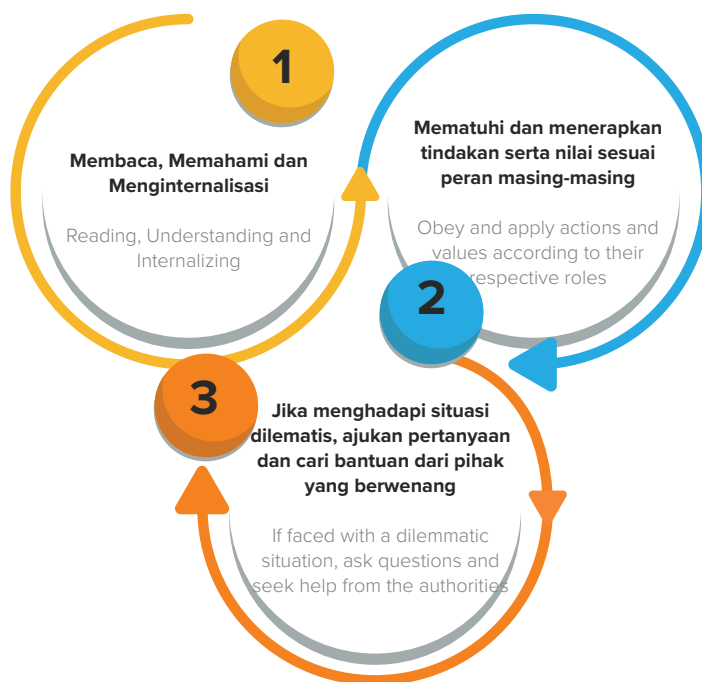 1
Membaca, Memahami dan
Menginternalisasi
Reading, Understanding and
Internalizing
2
Mematuhi dan menerapkan
tindakan serta nilai sesuai
peran masing-masing
Obey and apply actions and
values according to their
respective roles
3
Jika menghadapi situasi
dilematis, ajukan pertanyaan
dan cari bantuan dari pihak
yang berwenang
If faced with a dilemmatic
situation, ask questions and
seek help from the authorities